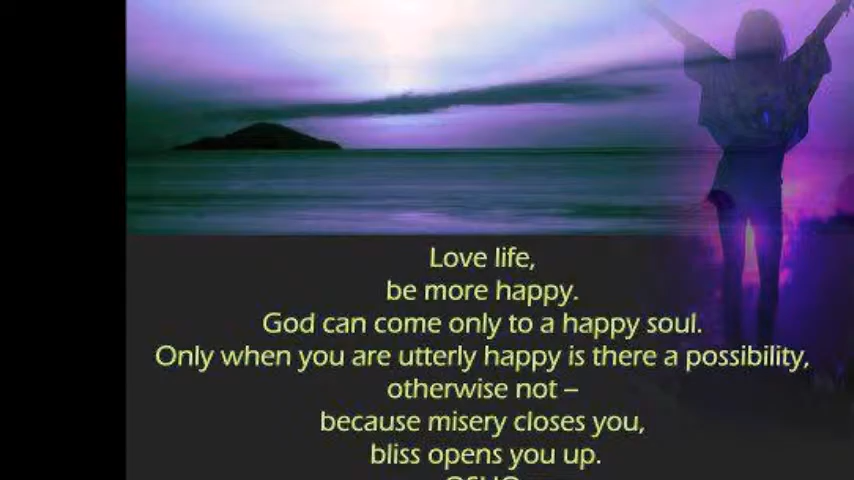 Love life,
be more happy.
God can come only to a happy soul.
Only when you are utterly happy is there a possibility,
otherwise not –
because misery closes you,
bliss opens you up.
OSHO